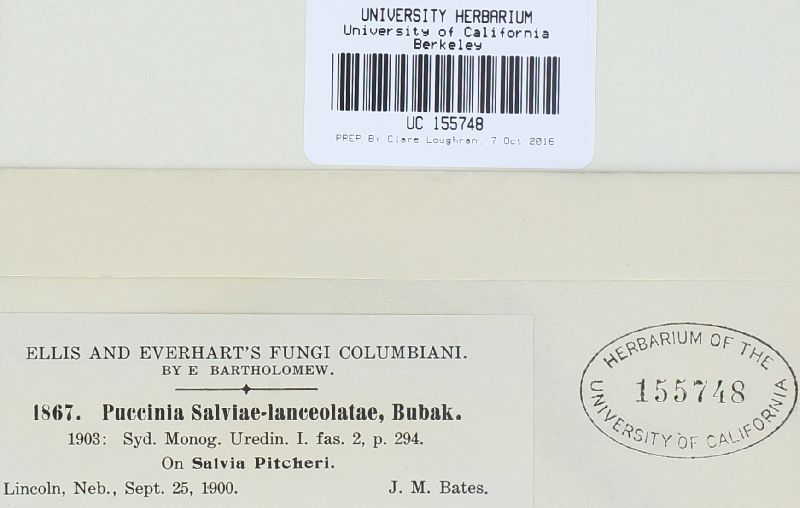 UNIVERSITY HERBARIUM
University of California
Berkeley
UC 155748
PREP By Clare Loughran, 7 Oct 2016
ELLIS AND EVERHART'S FUNGI COLUMBIANI.
BY E BARTHOLOMEW.
1867. Puccinia Salviae-lanceolatae, Bubak.
1903: Syd. Monog. Uredin. I. fas. 2, p. 294.
On Salvia Pitcheri.
Lincoln, Neb., Sept. 25, 1900. J. M. Bates.
HERBARIUM OF THE
155748
UNIVERSITY OF CALIFORNIA